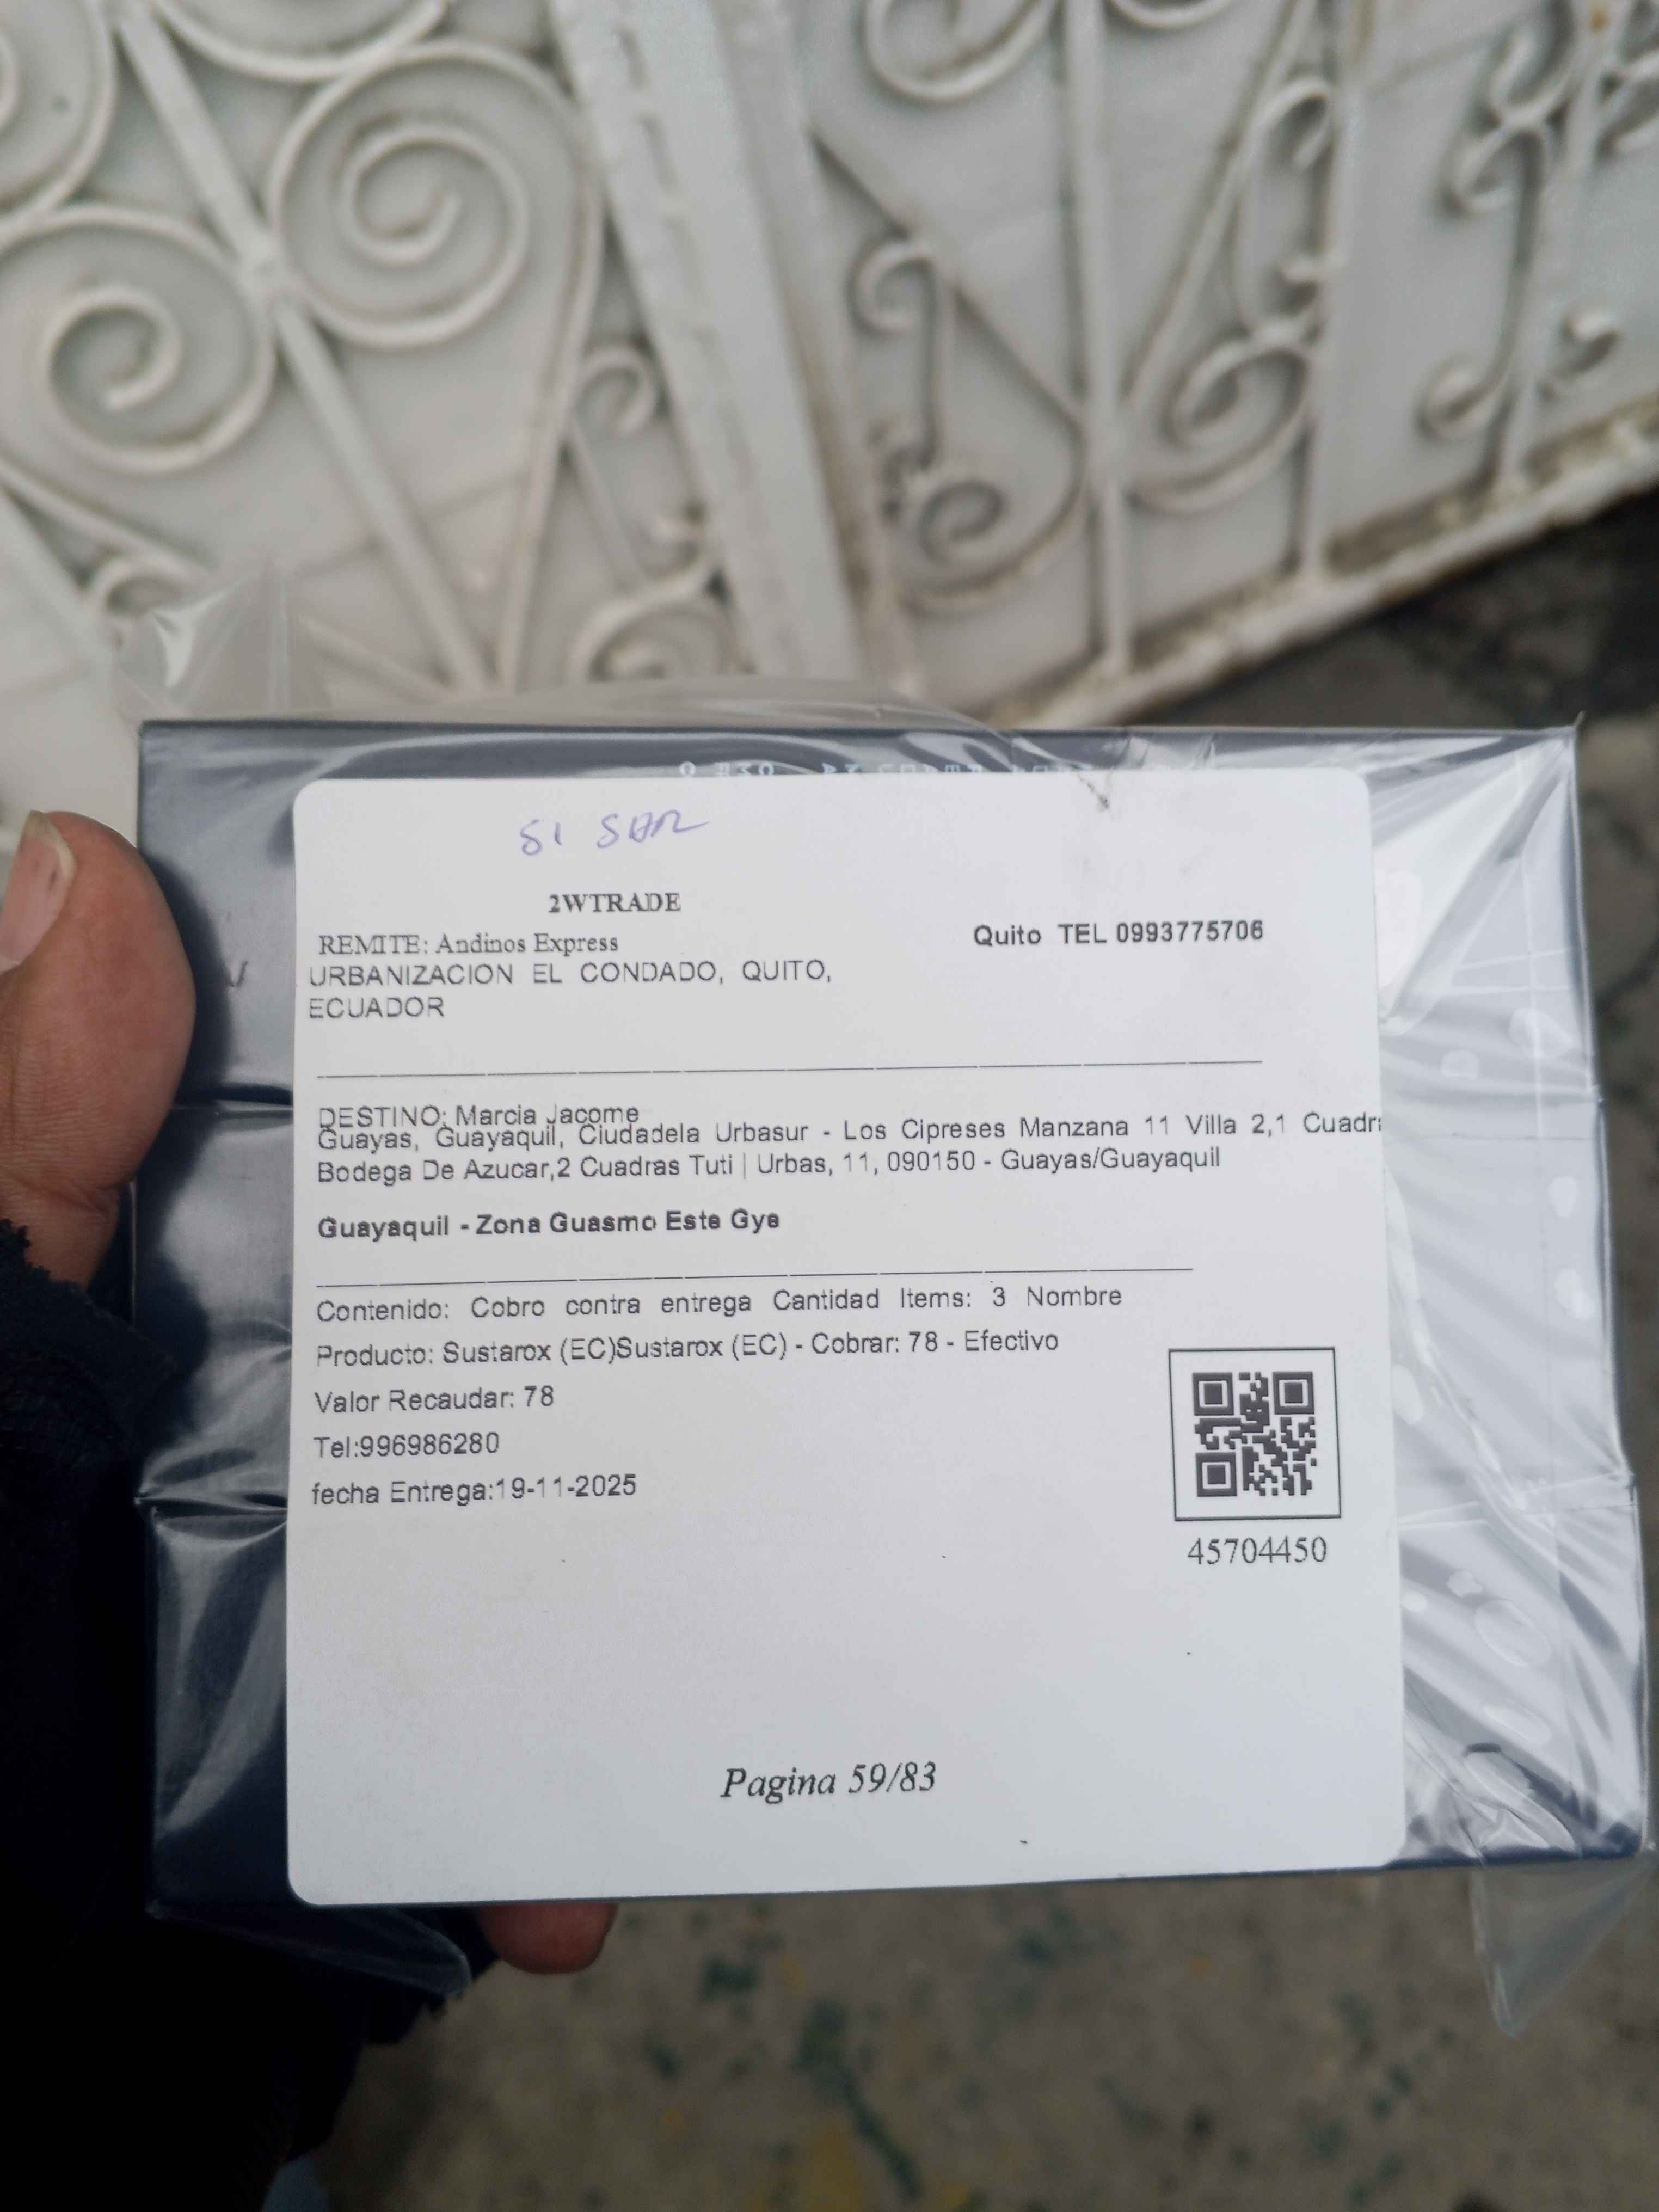 SI SAR
2WTRADE
REMITE: Andinos Express
Quito TEL 0993775706
URBANIZACION EL CONDADO, QUITO,
ECUADOR
DESTINO: Marcia Jacome
Guayas, Guayaquil, Ciudadela Urbasur - Los Cipreses Manzana 11 Villa 2,1 Cuadr
Bodega De Azucar,2 Cuadras Tuti | Urbas, 11, 090150 - Guayas/Guayaquil
Guayaquil - Zona Guasmo Este Gye
Contenido: Cobro contra entrega Cantidad Items: 3 Nombre
Producto: Sustarox (EC)Sustarox (EC) - Cobrar: 78 - Efectivo
Valor Recaudar: 78
Tel:996986280
fecha Entrega:19-11-2025
45704450
Pagina 59/83